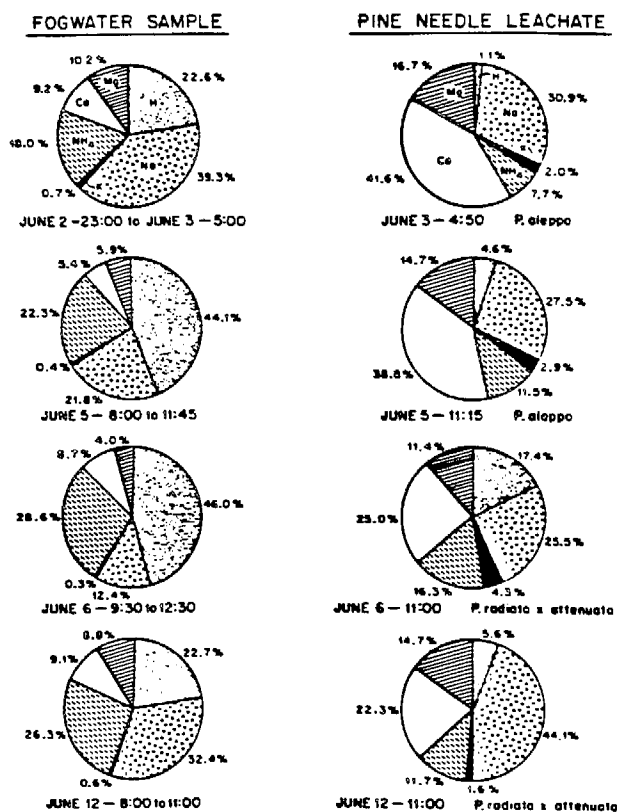 FOGWATER SAMPLE
PINE NEEDLE LEACHATE
10.2%
9.2%
22.6%
Mg
H
Ca
NH4
Na
K
18.0%
0.7%
39.3%
JUNE 2-23:00 to JUNE 3-5:00
1.1%
16.7%
H
Mg
30.9%
Na
K
Ca
NH4
2.0%
41.6%
7.7%
JUNE 3-4:50 P. aleppo
5.9%
5.4%
22.3%
44.1%
0.4%
21.8%
JUNE 5-8:00 to 11:45
4.6%
14.7%
27.5%
38.8%
2.9%
11.5%
JUNE 5-11:15 P. aleppo
4.0%
8.7%
28.6%
46.0%
0.3%
12.4%
JUNE 6-9:30 to 12:30
11.4%
17.4%
25.0%
25.5%
16.3%
4.3%
JUNE 6-11:00 P. radiata x attenuata
8.8%
9.1%
22.7%
26.3%
32.4%
0.6%
JUNE 12-8:00 to 11:00
5.6%
14.7%
22.3%
44.1%
11.7%
1.6%
JUNE 12-11:00 P. radiata x attenuata